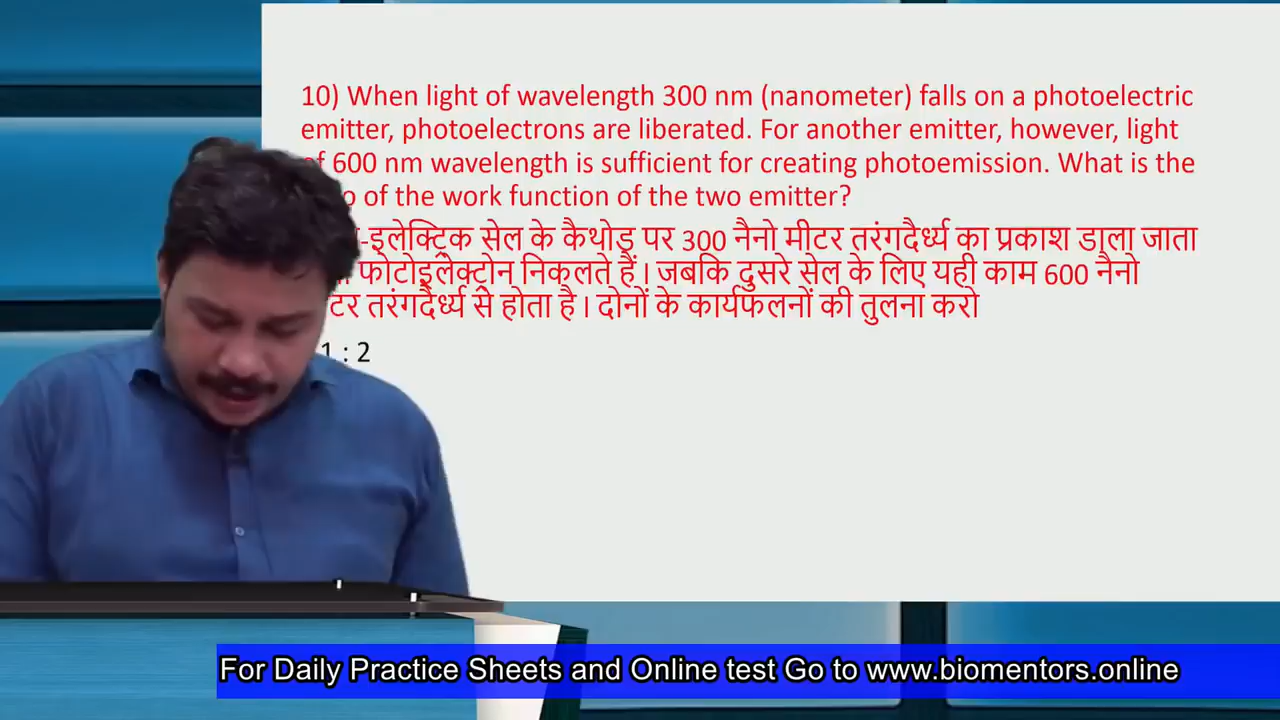 10) When light of wavelength 300 nm (nanometer) falls on a photoelectric
emitter, photoelectrons are liberated. For another emitter, however, light
600 nm wavelength is sufficient for creating photoemission. What is the
of the work function of the two emitter?
-इलेक्ट्रिक सेल के कैथोड पर 300 नैनो मीटर तरंगदैर्ध्य का प्रकाश डाला जाता
फोटोइलेक्ट्रोन निकलते हैं। जबकि दुसरे सेल के लिए यही काम 600 नैनो
तरंगदैर्ध्य से होता है। दोनों के कार्यफलनों की तुलना करो
1 : 2
For Daily Practice Sheets and Online test Go to www.biomentors.online